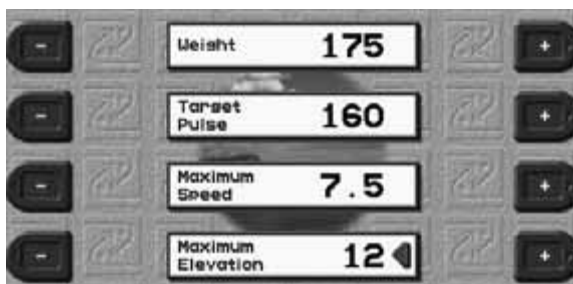 - Weight 175 +
- Target Pulse 160 +
- Maximum Speed 7.5 +
- Maximum Elevation 12 +